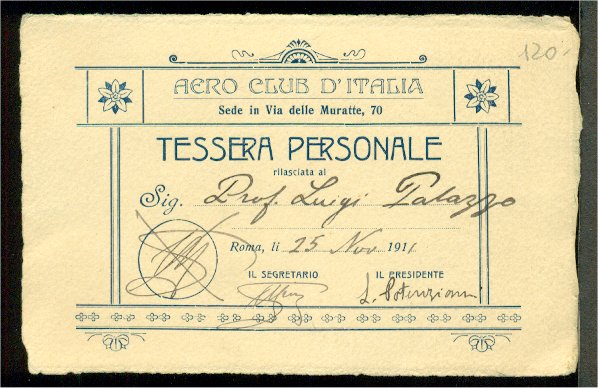 120.-
AERO CLUB D'ITALIA
Sede in Via delle Muratte, 70
TESSERA PERSONALE
rilasciata al
Sig. Prof. Luigi Palazzo
Roma, li 25 Nov 1911
IL SEGRETARIO IL PRESIDENTE
L. Potenziani